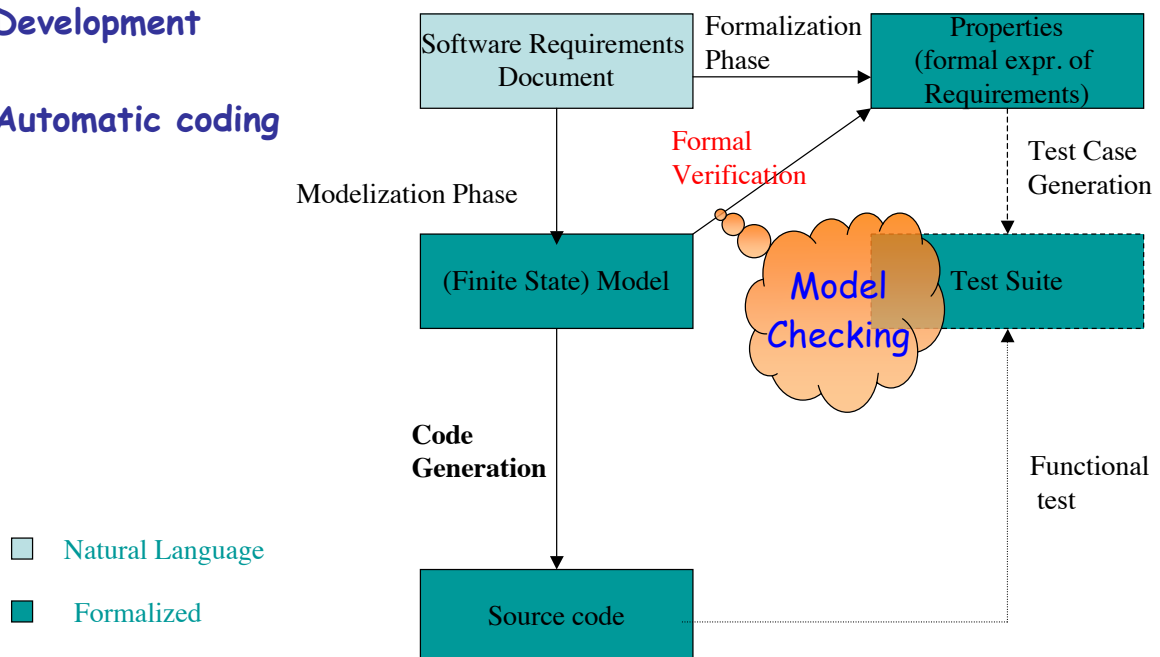 Development
Automatic coding
Software Requirements
Document
Formalization
Phase
Properties
(formal expr. of
Requirements)
Formal
Verification
Test Case
Generation
Modelization Phase
(Finite State) Model
Model
Checking
Test Suite
Code
Generation
Functional
test
Natural Language
Formalized
Source code